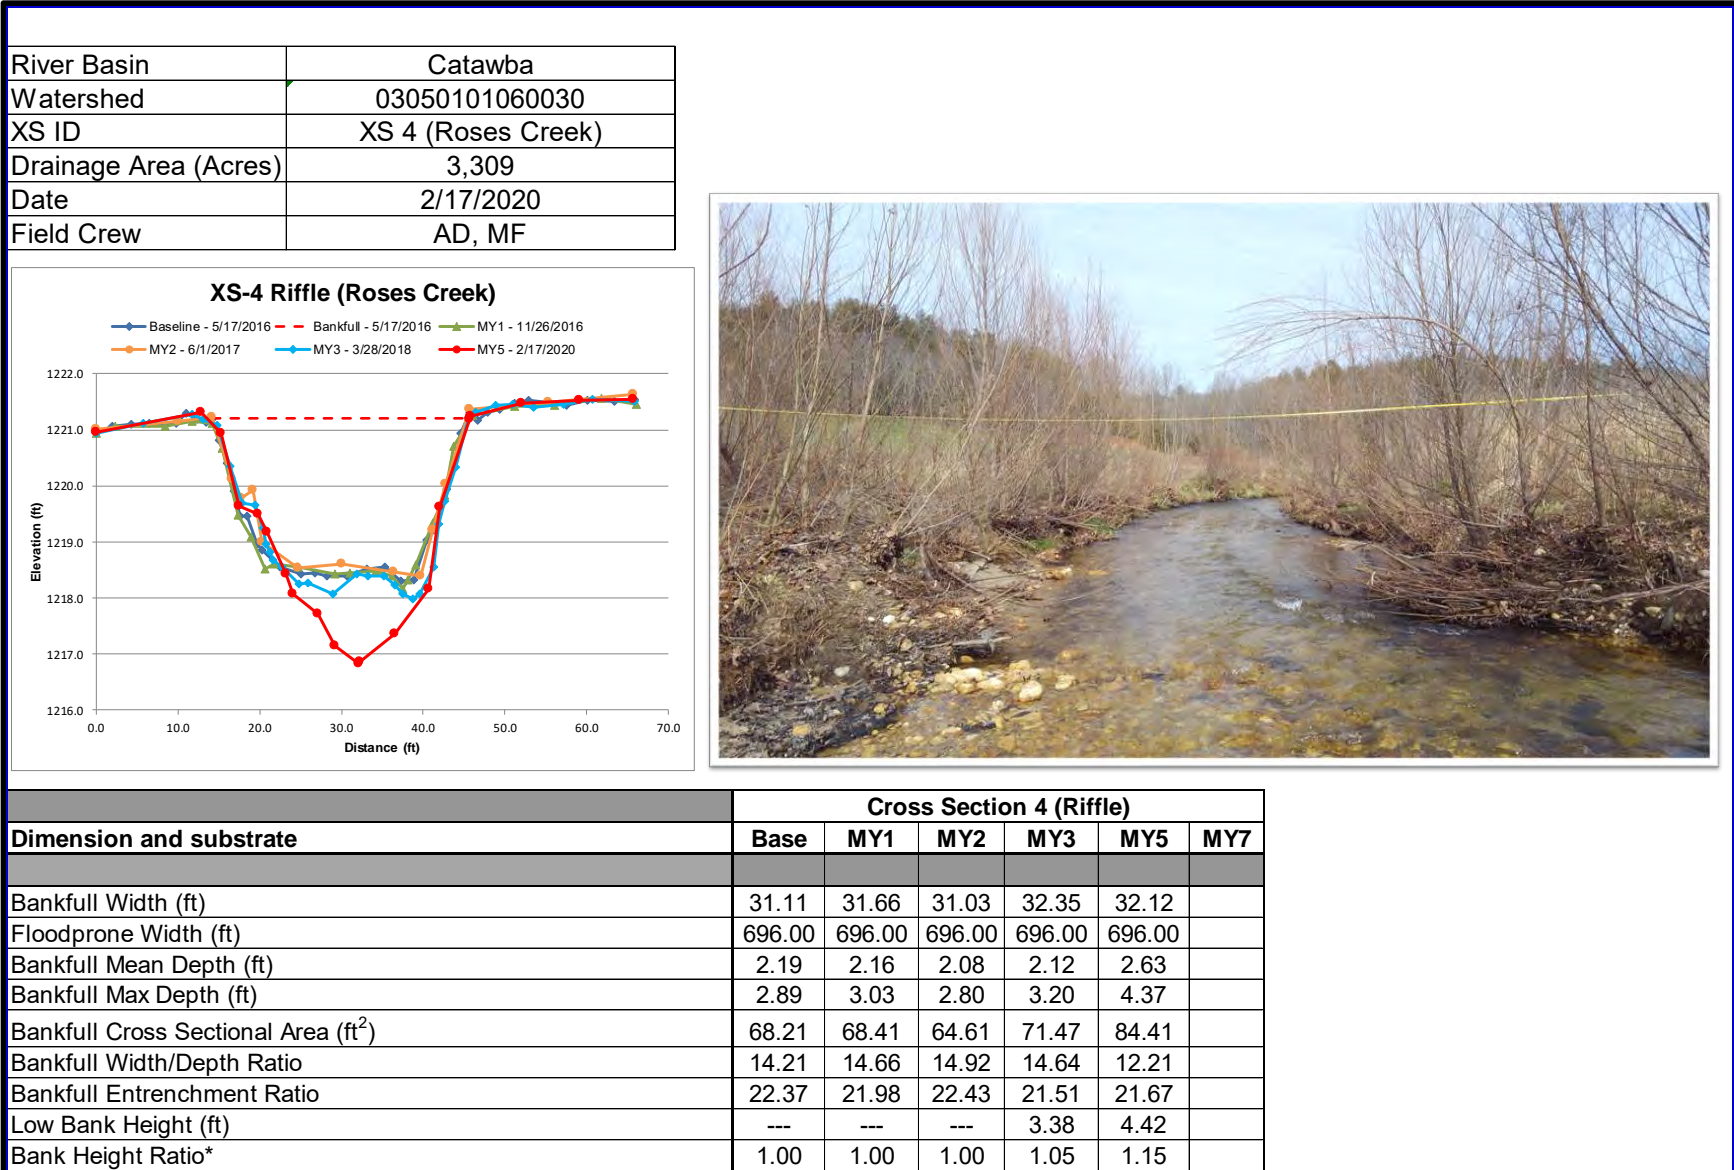 River Basin Catawba
Watershed 03050101060030
XS ID XS 4 (Roses Creek)
Drainage Area (Acres) 3,309
Date 2/17/2020
Field Crew AD, MF
XS-4 Riffle (Roses Creek)
Baseline - 5/17/2016 Bankfull - 5/17/2016 MY1 - 11/26/2016
MY2 - 6/1/2017 MY3 - 3/28/2018 MY5 - 2/17/2020
1222.0
1221.0
1220.0
1219.0
1218.0
1217.0
1216.0
Elevation (ft)
0.0 10.0 20.0 30.0 40.0 50.0 60.0 70.0
Distance (ft)
Cross Section 4 (Riffle)
Dimension and substrate Base MY1 MY2 MY3 MY5 MY7
Bankfull Width (ft) 31.11 31.66 31.03 32.35 32.12
Floodprone Width (ft) 696.00 696.00 696.00 696.00 696.00
Bankfull Mean Depth (ft) 2.19 2.16 2.08 2.12 2.63
Bankfull Max Depth (ft) 2.89 3.03 2.80 3.20 4.37
Bankfull Cross Sectional Area (ft²) 68.21 68.41 64.61 71.47 84.41
Bankfull Width/Depth Ratio 14.21 14.66 14.92 14.64 12.21
Bankfull Entrenchment Ratio 22.37 21.98 22.43 21.51 21.67
Low Bank Height (ft) --- --- --- 3.38 4.42
Bank Height Ratio* 1.00 1.00 1.00 1.05 1.15